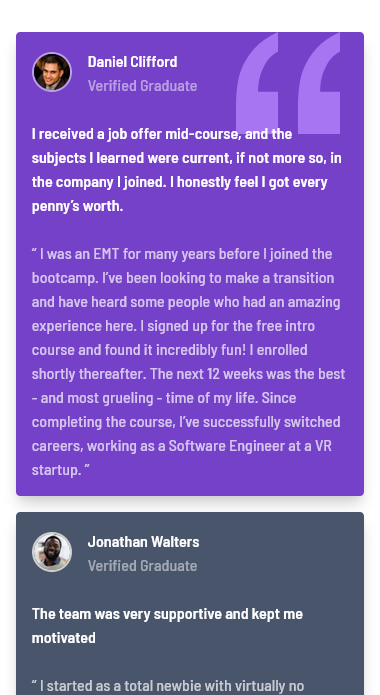 Daniel Clifford
Verified Graduate
I received a job offer mid-course, and the
subjects I learned were current, if not more so, in
the company I joined. I honestly feel I got every
penny’s worth.
“ I was an EMT for many years before I joined the
bootcamp. I’ve been looking to make a transition
and have heard some people who had an amazing
experience here. I signed up for the free intro
course and found it incredibly fun! I enrolled
shortly thereafter. The next 12 weeks was the best
- and most grueling - time of my life. Since
completing the course, I’ve successfully switched
careers, working as a Software Engineer at a VR
startup. ”
Jonathan Walters
Verified Graduate
The team was very supportive and kept me
motivated
“ I started as a total newbie with virtually no